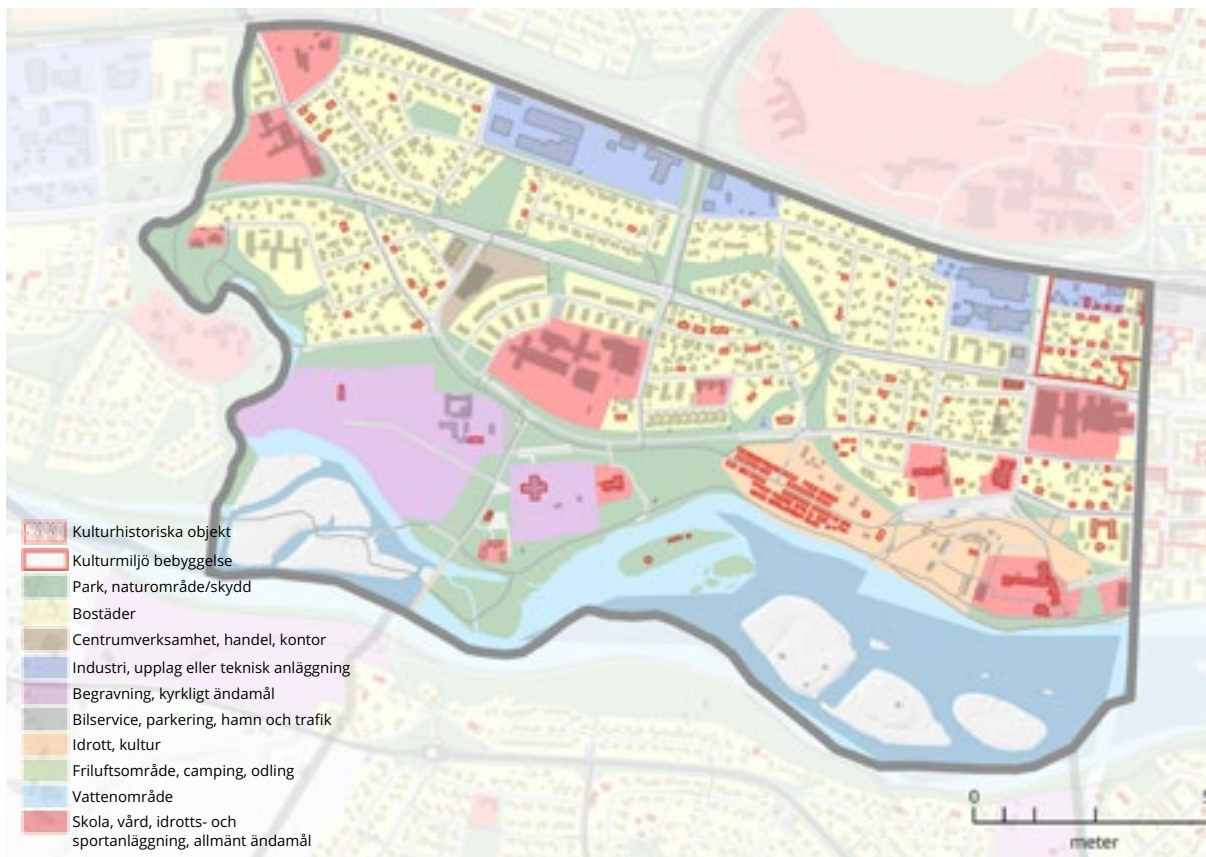 Kulturhistoriska objekt
Kulturmiljö bebyggelse
Park, naturområde/skydd
Bostäder
Centrumverksamhet, handel, kontor
Industri, upplag eller teknisk anläggning
Begravning, kyrkligt ändamål
Bilservice, parkering, hamn och trafik
Idrott, kultur
Friluftsområde, camping, odling
Vattenområde
Skola, vård, idrotts- och
sportanläggning, allmänt ändamål
0
meter